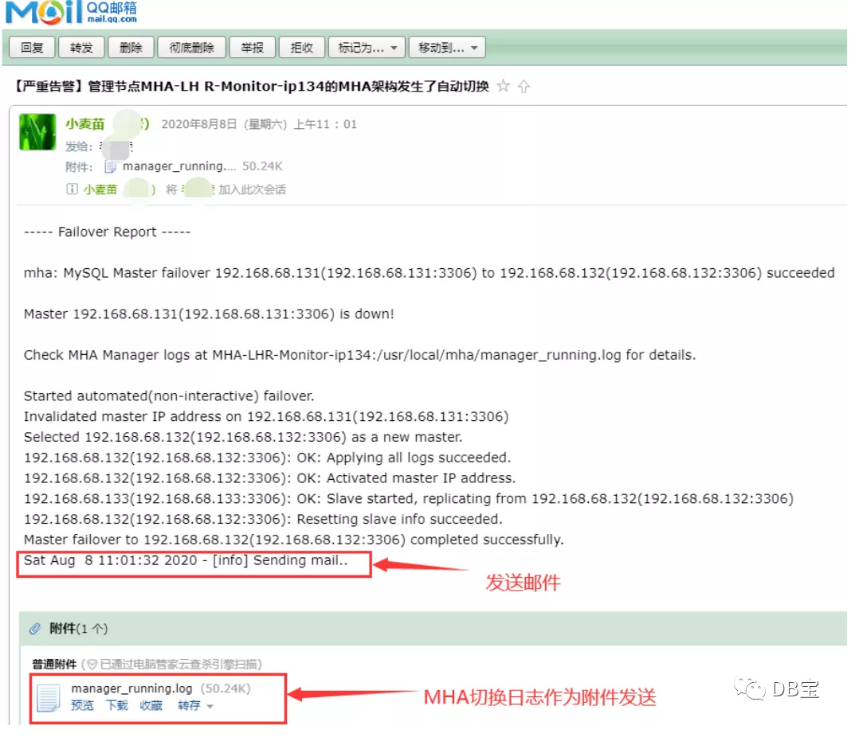 Mail QQ邮箱
mail.qq.com
回复 转发 删除 彻底删除 举报 拒收 标记为... 移动到...
【严重告警】管理节点MHA-LH R-Monitor-ip134的MHA架构发生了自动切换
小麦苗 ) 2020年8月8日 (星期六) 上午11:01
发给:
附件: manager_running.... 50.24K
小麦苗 ) 将 加入此次会话
----- Failover Report -----
mha: MySQL Master failover 192.168.68.131(192.168.68.131:3306) to 192.168.68.132(192.168.68.132:3306) succeeded
Master 192.168.68.131(192.168.68.131:3306) is down!
Check MHA Manager logs at MHA-LHR-Monitor-ip134:/usr/local/mha/manager_running.log for details.
Started automated(non-interactive) failover.
Invalidated master IP address on 192.168.68.131(192.168.68.131:3306)
Selected 192.168.68.132(192.168.68.132:3306) as a new master.
192.168.68.132(192.168.68.132:3306): OK: Applying all logs succeeded.
192.168.68.132(192.168.68.132:3306): OK: Activated master IP address.
192.168.68.133(192.168.68.133:3306): OK: Slave started, replicating from 192.168.68.132(192.168.68.132:3306)
192.168.68.132(192.168.68.132:3306): Resetting slave info succeeded.
Master failover to 192.168.68.132(192.168.68.132:3306) completed successfully.
Sat Aug 8 11:01:32 2020 - [info] Sending mail..
发送邮件
附件(1 个)
普通附件 (已通过电脑管家云查杀引擎扫描)
manager_running.log (50.24K)
预览 下载 收藏 转存
MHA切换日志作为附件发送
DB宝